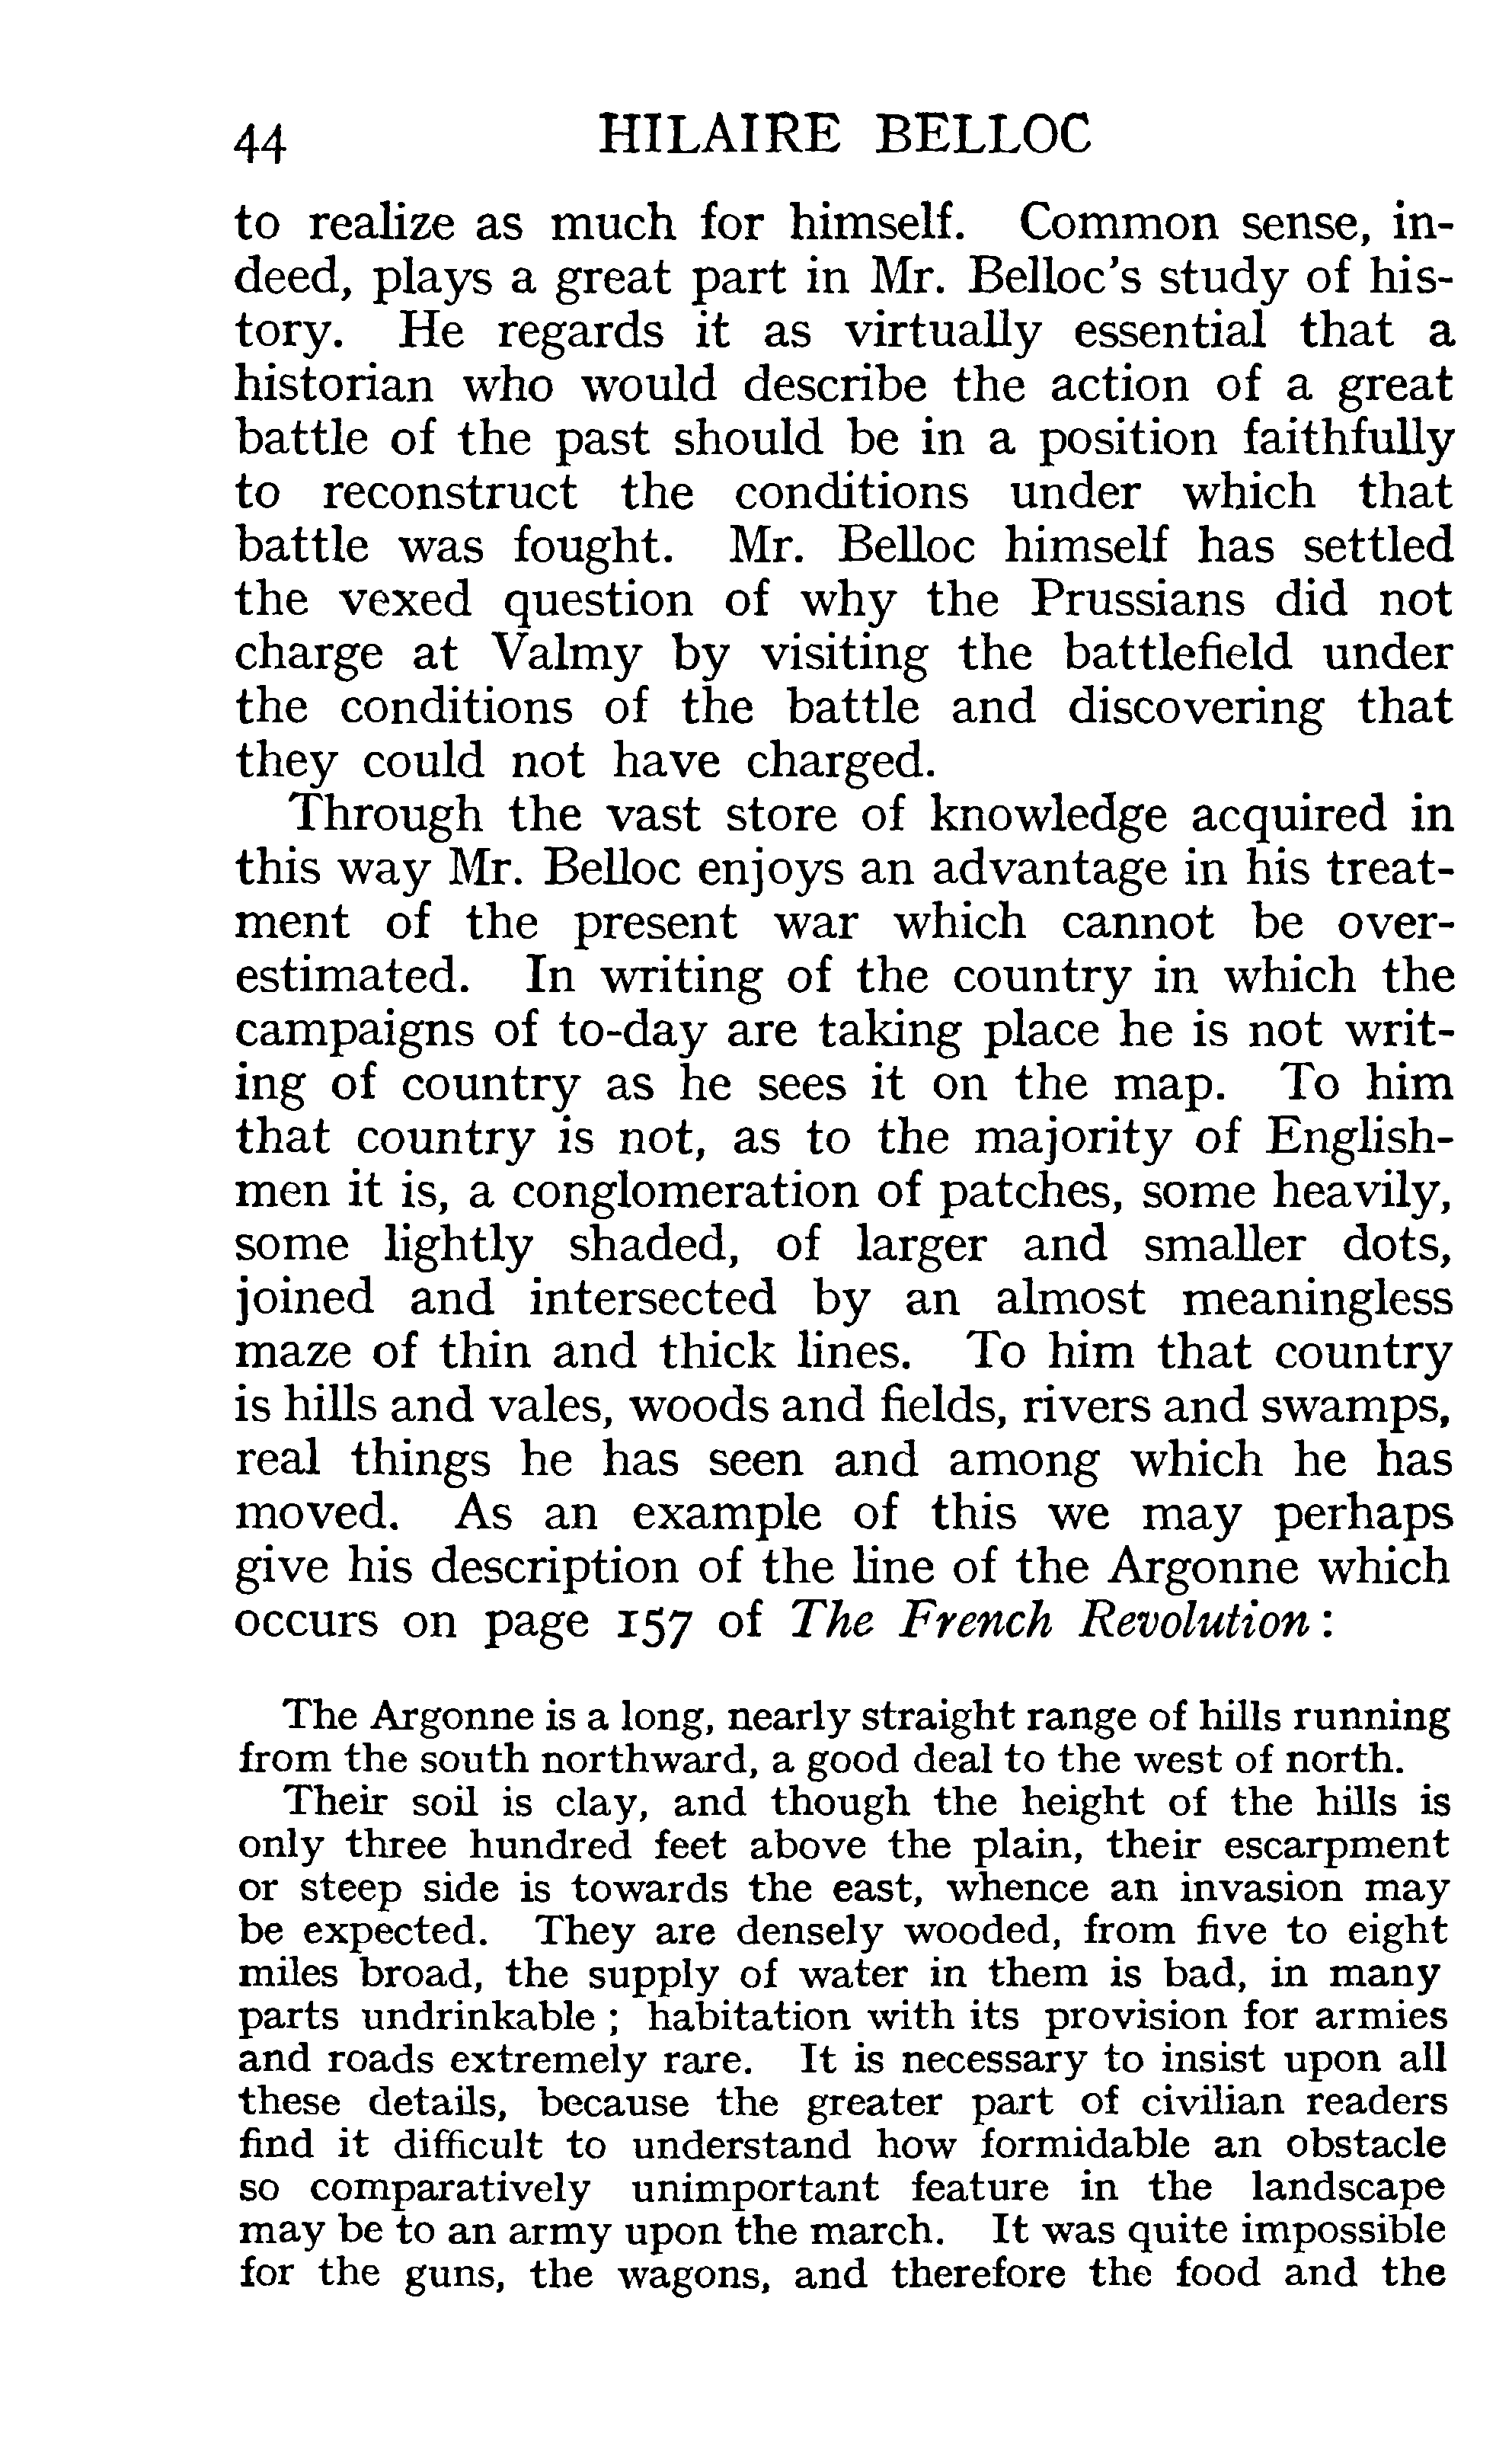 44 HILAIRE BELLOC
to realize as much for himself. Common sense, in-
deed, plays a great part in Mr. Belloc's study of his-
tory. He regards it as virtually essential that a
historian who would describe the action of a great
battle of the past should be in a position faithfully
to reconstruct the conditions under which that
battle was fought. Mr. Belloc himself has settled
the vexed question of why the Prussians did not
charge at Valmy by visiting the battlefield under
the conditions of the battle and discovering that
they could not have charged.
Through the vast store of knowledge acquired in
this way Mr. Belloc enjoys an advantage in his treat-
ment of the present war which cannot be over-
estimated. In writing of the country in which the
campaigns of to-day are taking place he is not writ-
ing of country as he sees it on the map. To him
that country is not, as to the majority of English-
men it is, a conglomeration of patches, some heavily,
some lightly shaded, of larger and smaller dots,
joined and intersected by an almost meaningless
maze of thin and thick lines. To him that country
is hills and vales, woods and fields, rivers and swamps,
real things he has seen and among which he has
moved. As an example of this we may perhaps
give his description of the line of the Argonne which
occurs on page 157 of The French Revolution:
The Argonne is a long, nearly straight range of hills running
from the south northward, a good deal to the west of north.
Their soil is clay, and though the height of the hills is
only three hundred feet above the plain, their escarpment
or steep side is towards the east, whence an invasion may
be expected. They are densely wooded, from five to eight
miles broad, the supply of water in them is bad, in many
parts undrinkable ; habitation with its provision for armies
and roads extremely rare. It is necessary to insist upon all
these details, because the greater part of civilian readers
find it difficult to understand how formidable an obstacle
so comparatively unimportant feature in the landscape
may be to an army upon the march. It was quite impossible
for the guns, the wagons, and therefore the food and the